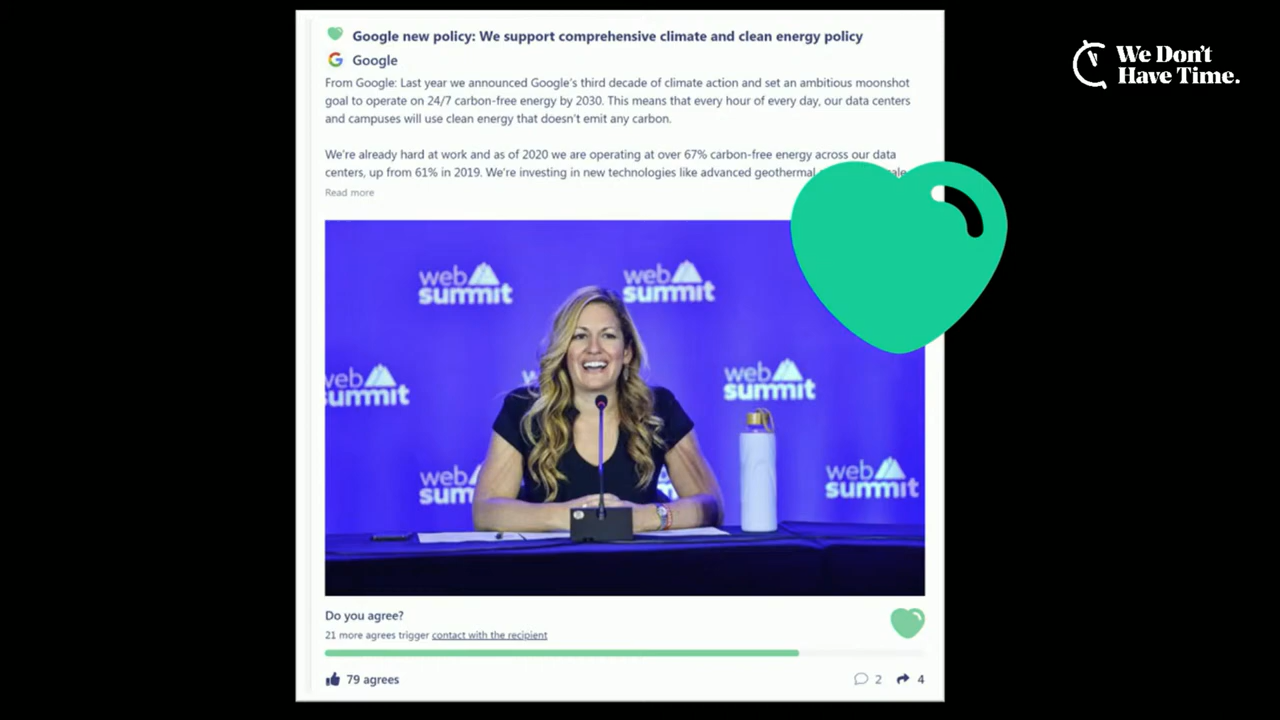 Google new policy: We support comprehensive climate and clean energy policy
Google
From Google: Last year we announced Google's third decade of climate action and set an ambitious moonshot
goal to operate on 24/7 carbon-free energy by 2030. This means that every hour of every day, our data centers
and campuses will use clean energy that doesn't emit any carbon.
We're already hard at work and as of 2020 we are operating at over 67% carbon-free energy across our data
centers, up from 61% in 2019. We're investing in new technologies like advanced geothermal
Read more
We Don't
Have Time.
web
summit
web
summit
web
summit
web
summit
web
summit
web
summit
Do you agree?
21 more agrees trigger contact with the recipient
79 agrees
2
4